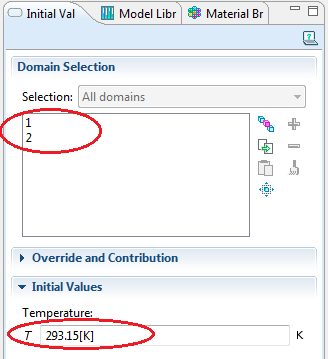 Initial Val Model Libr Material Br
Domain Selection
Selection: All domains
1
2
Override and Contribution
Initial Values
Temperature:
T 293.15[K] K